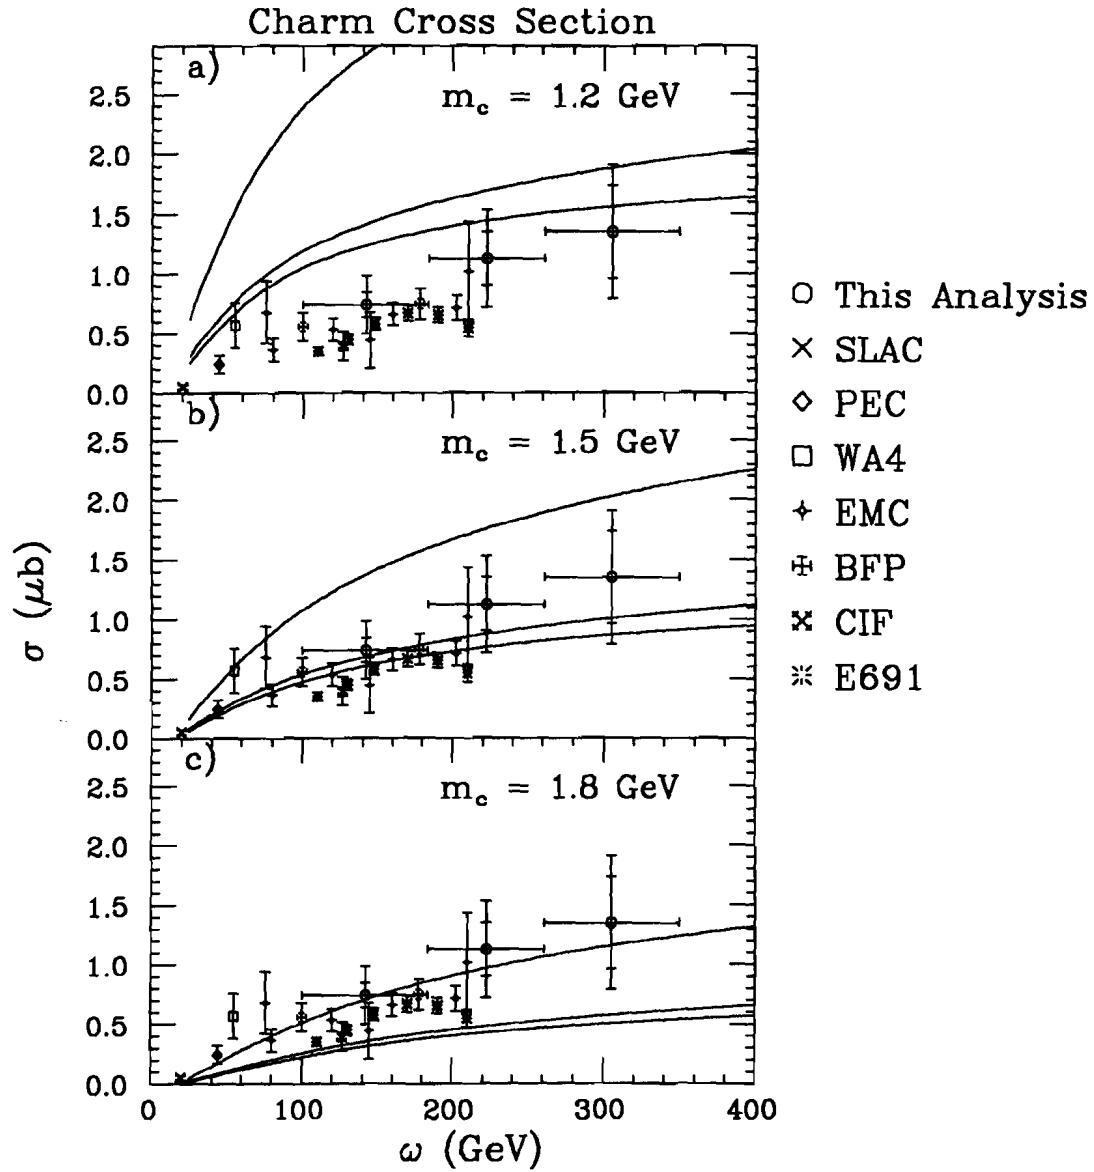 Charm Cross Section
a)
m_c = 1.2 GeV
2.5
2.0
1.5
1.0
0.5
0.0
b)
m_c = 1.5 GeV
2.5
2.0
1.5
1.0
0.5
0.0
c)
m_c = 1.8 GeV
2.5
2.0
1.5
1.0
0.5
0.0
σ (μb)
0 100 200 300 400
ω (GeV)
This Analysis
SLAC
PEC
WA4
EMC
BFP
CIF
E691